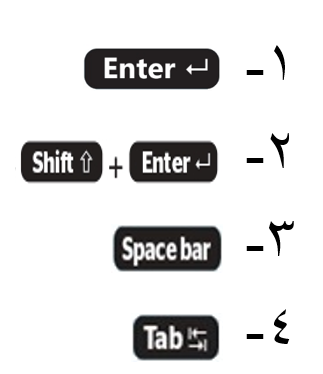 ١- Enter ↵
٢- Shift ⇧ + Enter ↵
٣- Space bar
٤- Tab ↹